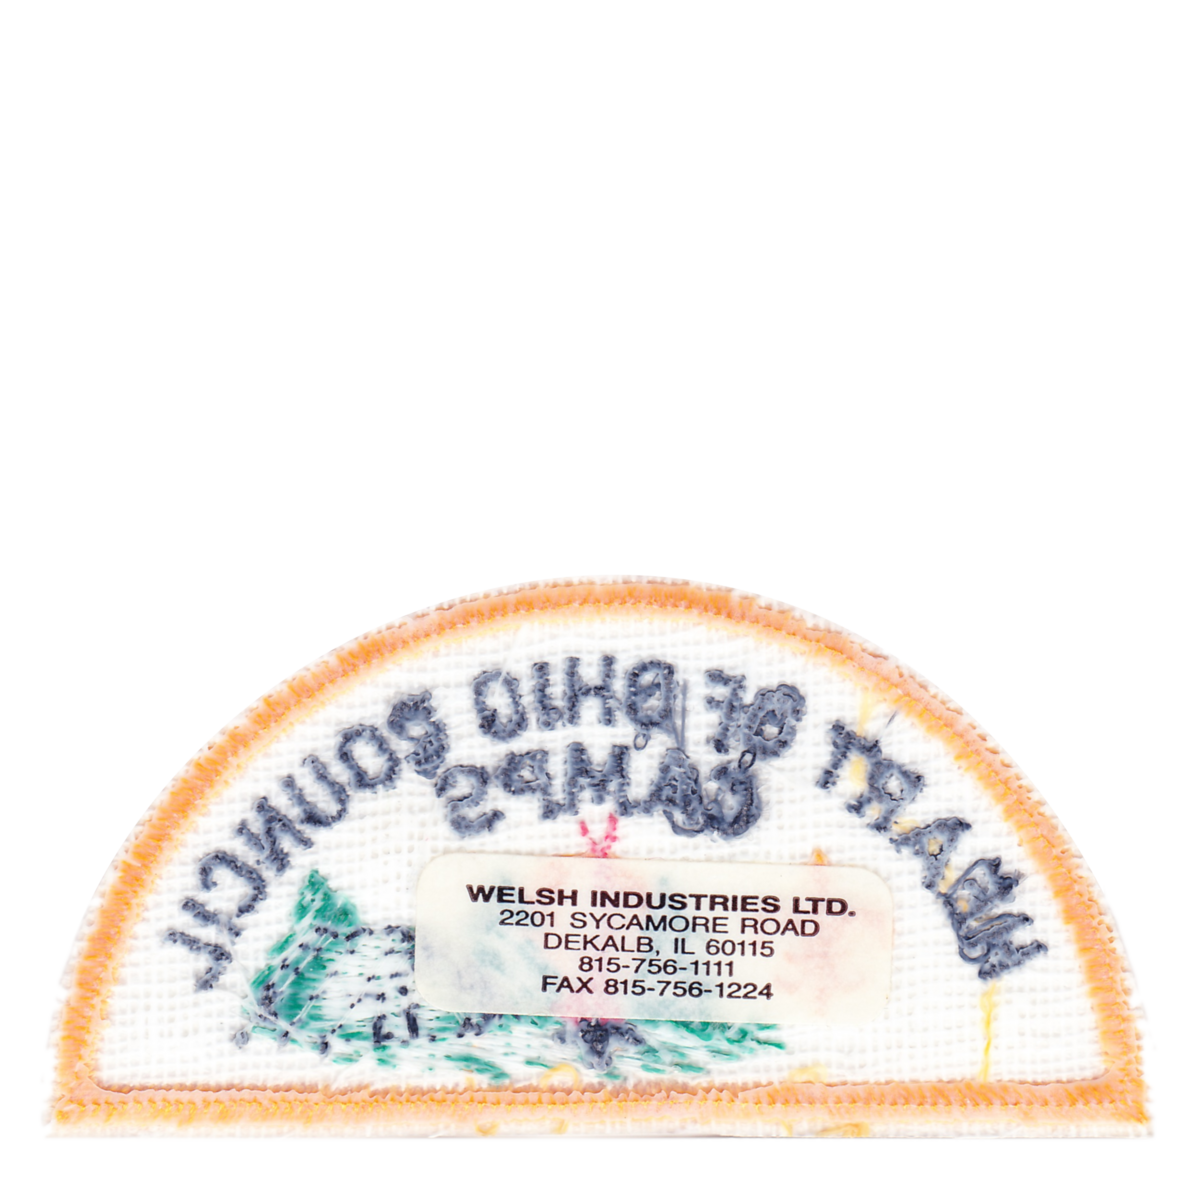 HEART OF OHIO COUNCIL
CAMPS
WELSH INDUSTRIES LTD.
2201 SYCAMORE ROAD
DEKALB, IL 60115
815-756-1111
FAX 815-756-1224